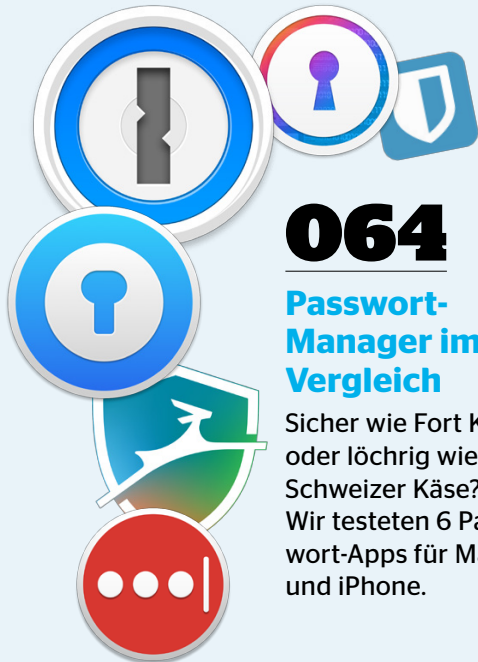 064
Passwort-
Manager im
Vergleich
Sicher wie Fort K
oder löchrig wie
Schweizer Käse?
Wir testeten 6 Pa
wort-Apps für Ma
und iPhone.